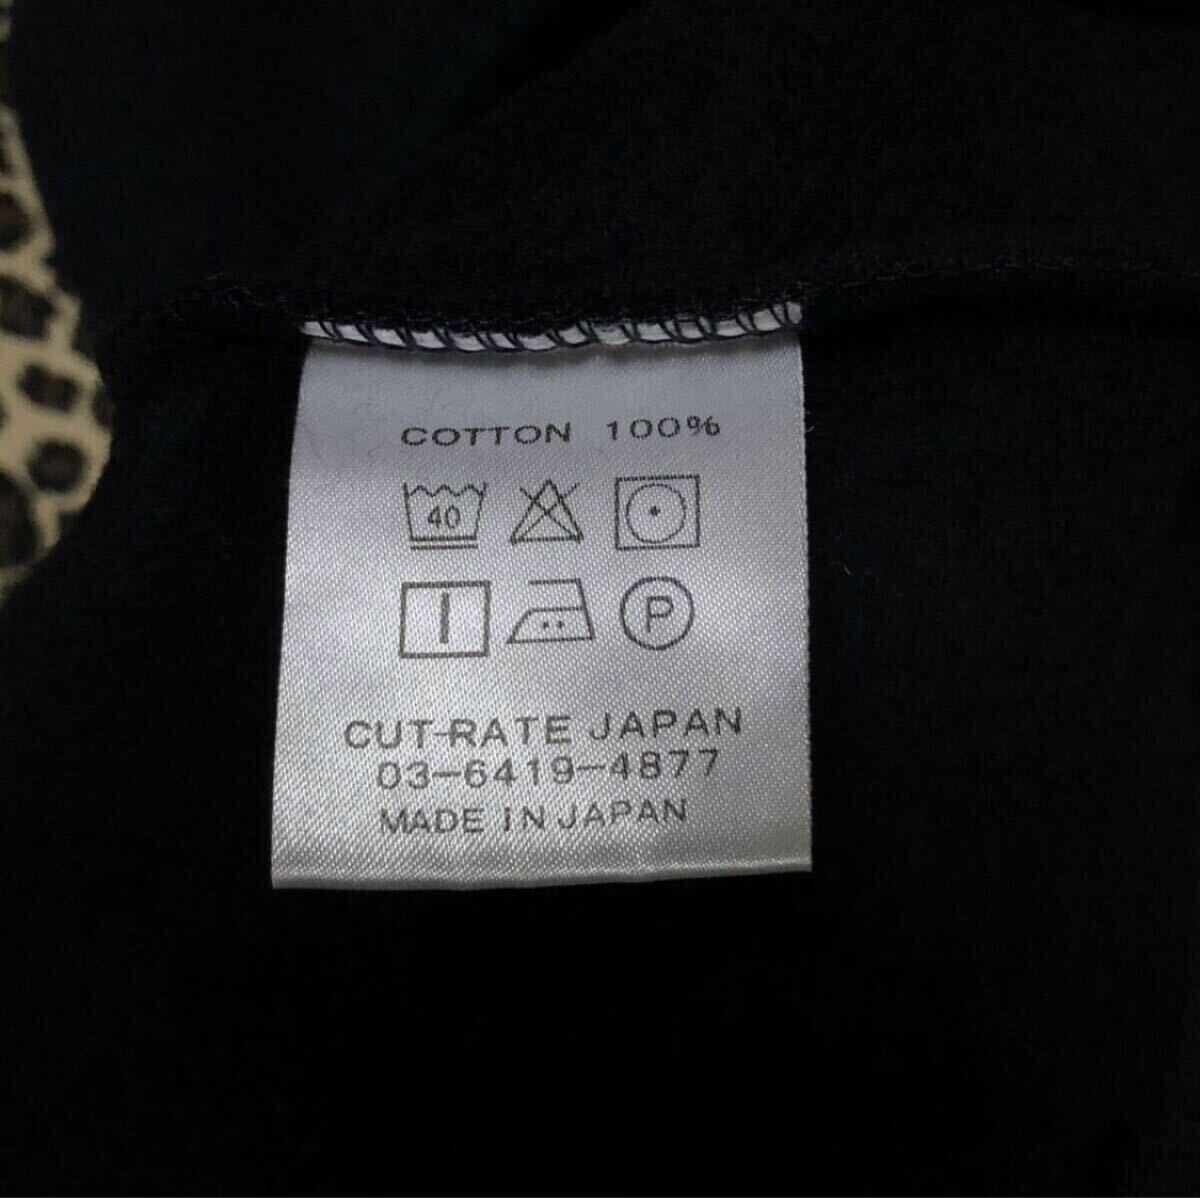 COTTON 100%
40
P
CUT-RATE JAPAN
03-6419-4877
MADE IN JAPAN